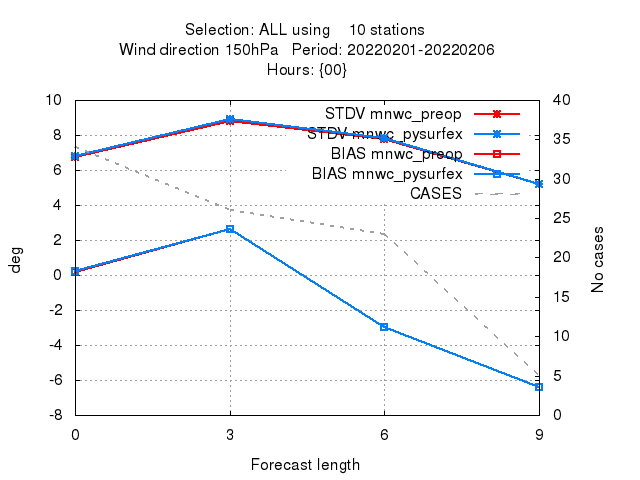 Selection: ALL using    10 stations
Wind direction 150hPa   Period: 20220201-20220206
Hours: {00}
STDV mnwc_preop
STDV mnwc_pysurfex
BIAS mnwc_preop
BIAS mnwc_pysurfex
CASES
10
8
6
4
2
0
-2
-4
-6
-8
deg
40
35
30
25
20
15
10
5
0
No cases
0 3 6 9
Forecast length